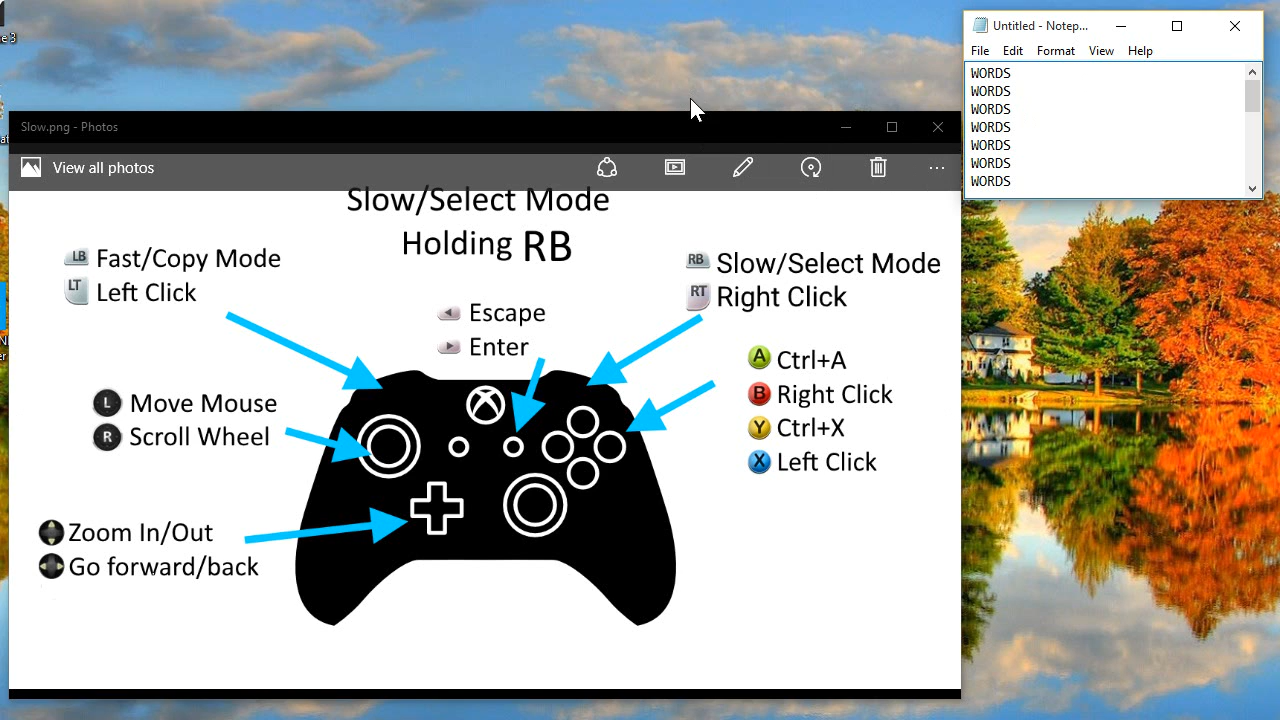 e 3
Untitled - Notep...
File Edit Format View Help
WORDS
WORDS
WORDS
WORDS
WORDS
WORDS
WORDS
Slow.png - Photos
View all photos
Slow/Select Mode
Holding RB
LB Fast/Copy Mode
LT Left Click
RB Slow/Select Mode
RT Right Click
Escape
Enter
A Ctrl+A
B Right Click
Y Ctrl+X
X Left Click
L Move Mouse
R Scroll Wheel
Zoom In/Out
Go forward/back